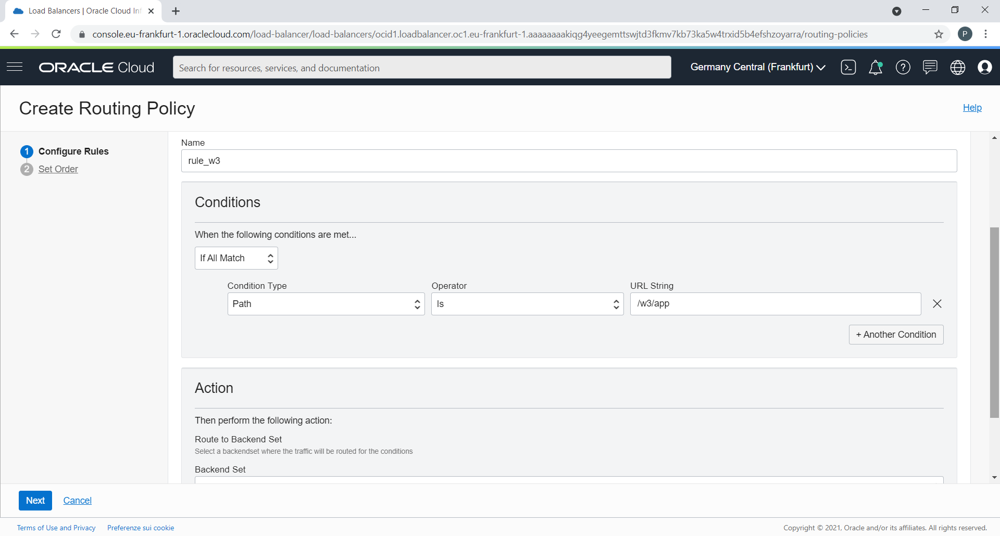 Load Balancers | Oracle Cloud Inf
console.eu-frankfurt-1.oraclecloud.com/load-balancer/load-balancers/ocid1.loadbalancer.oc1.eu-frankfurt-1.aaaaaaaakiqg4yeegemttswjtd3fkmv7kb73ka5w4trxid5b4efshzoyarra/routing-policies
P
ORACLE Cloud
Search for resources, services, and documentation
Germany Central (Frankfurt)
Create Routing Policy
Help
1 Configure Rules
2 Set Order
Name
rule_w3
Conditions
When the following conditions are met...
If All Match
Condition Type Operator URL String
Path Is /w3/app
+ Another Condition
Action
Then perform the following action:
Route to Backend Set
Select a backendset where the traffic will be routed for the conditions
Backend Set
Next Cancel
Terms of Use and Privacy Preferenze sui cookie Copyright © 2021, Oracle and/or its affiliates. All rights reserved.